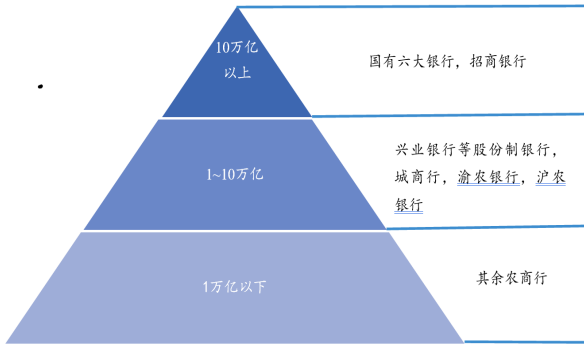 10万亿
以上
国有六大银行，招商银行
1~10万亿
兴业银行等股份制银行，
城商行，渝农银行，沪农
银行
1万亿以下
其余农商行